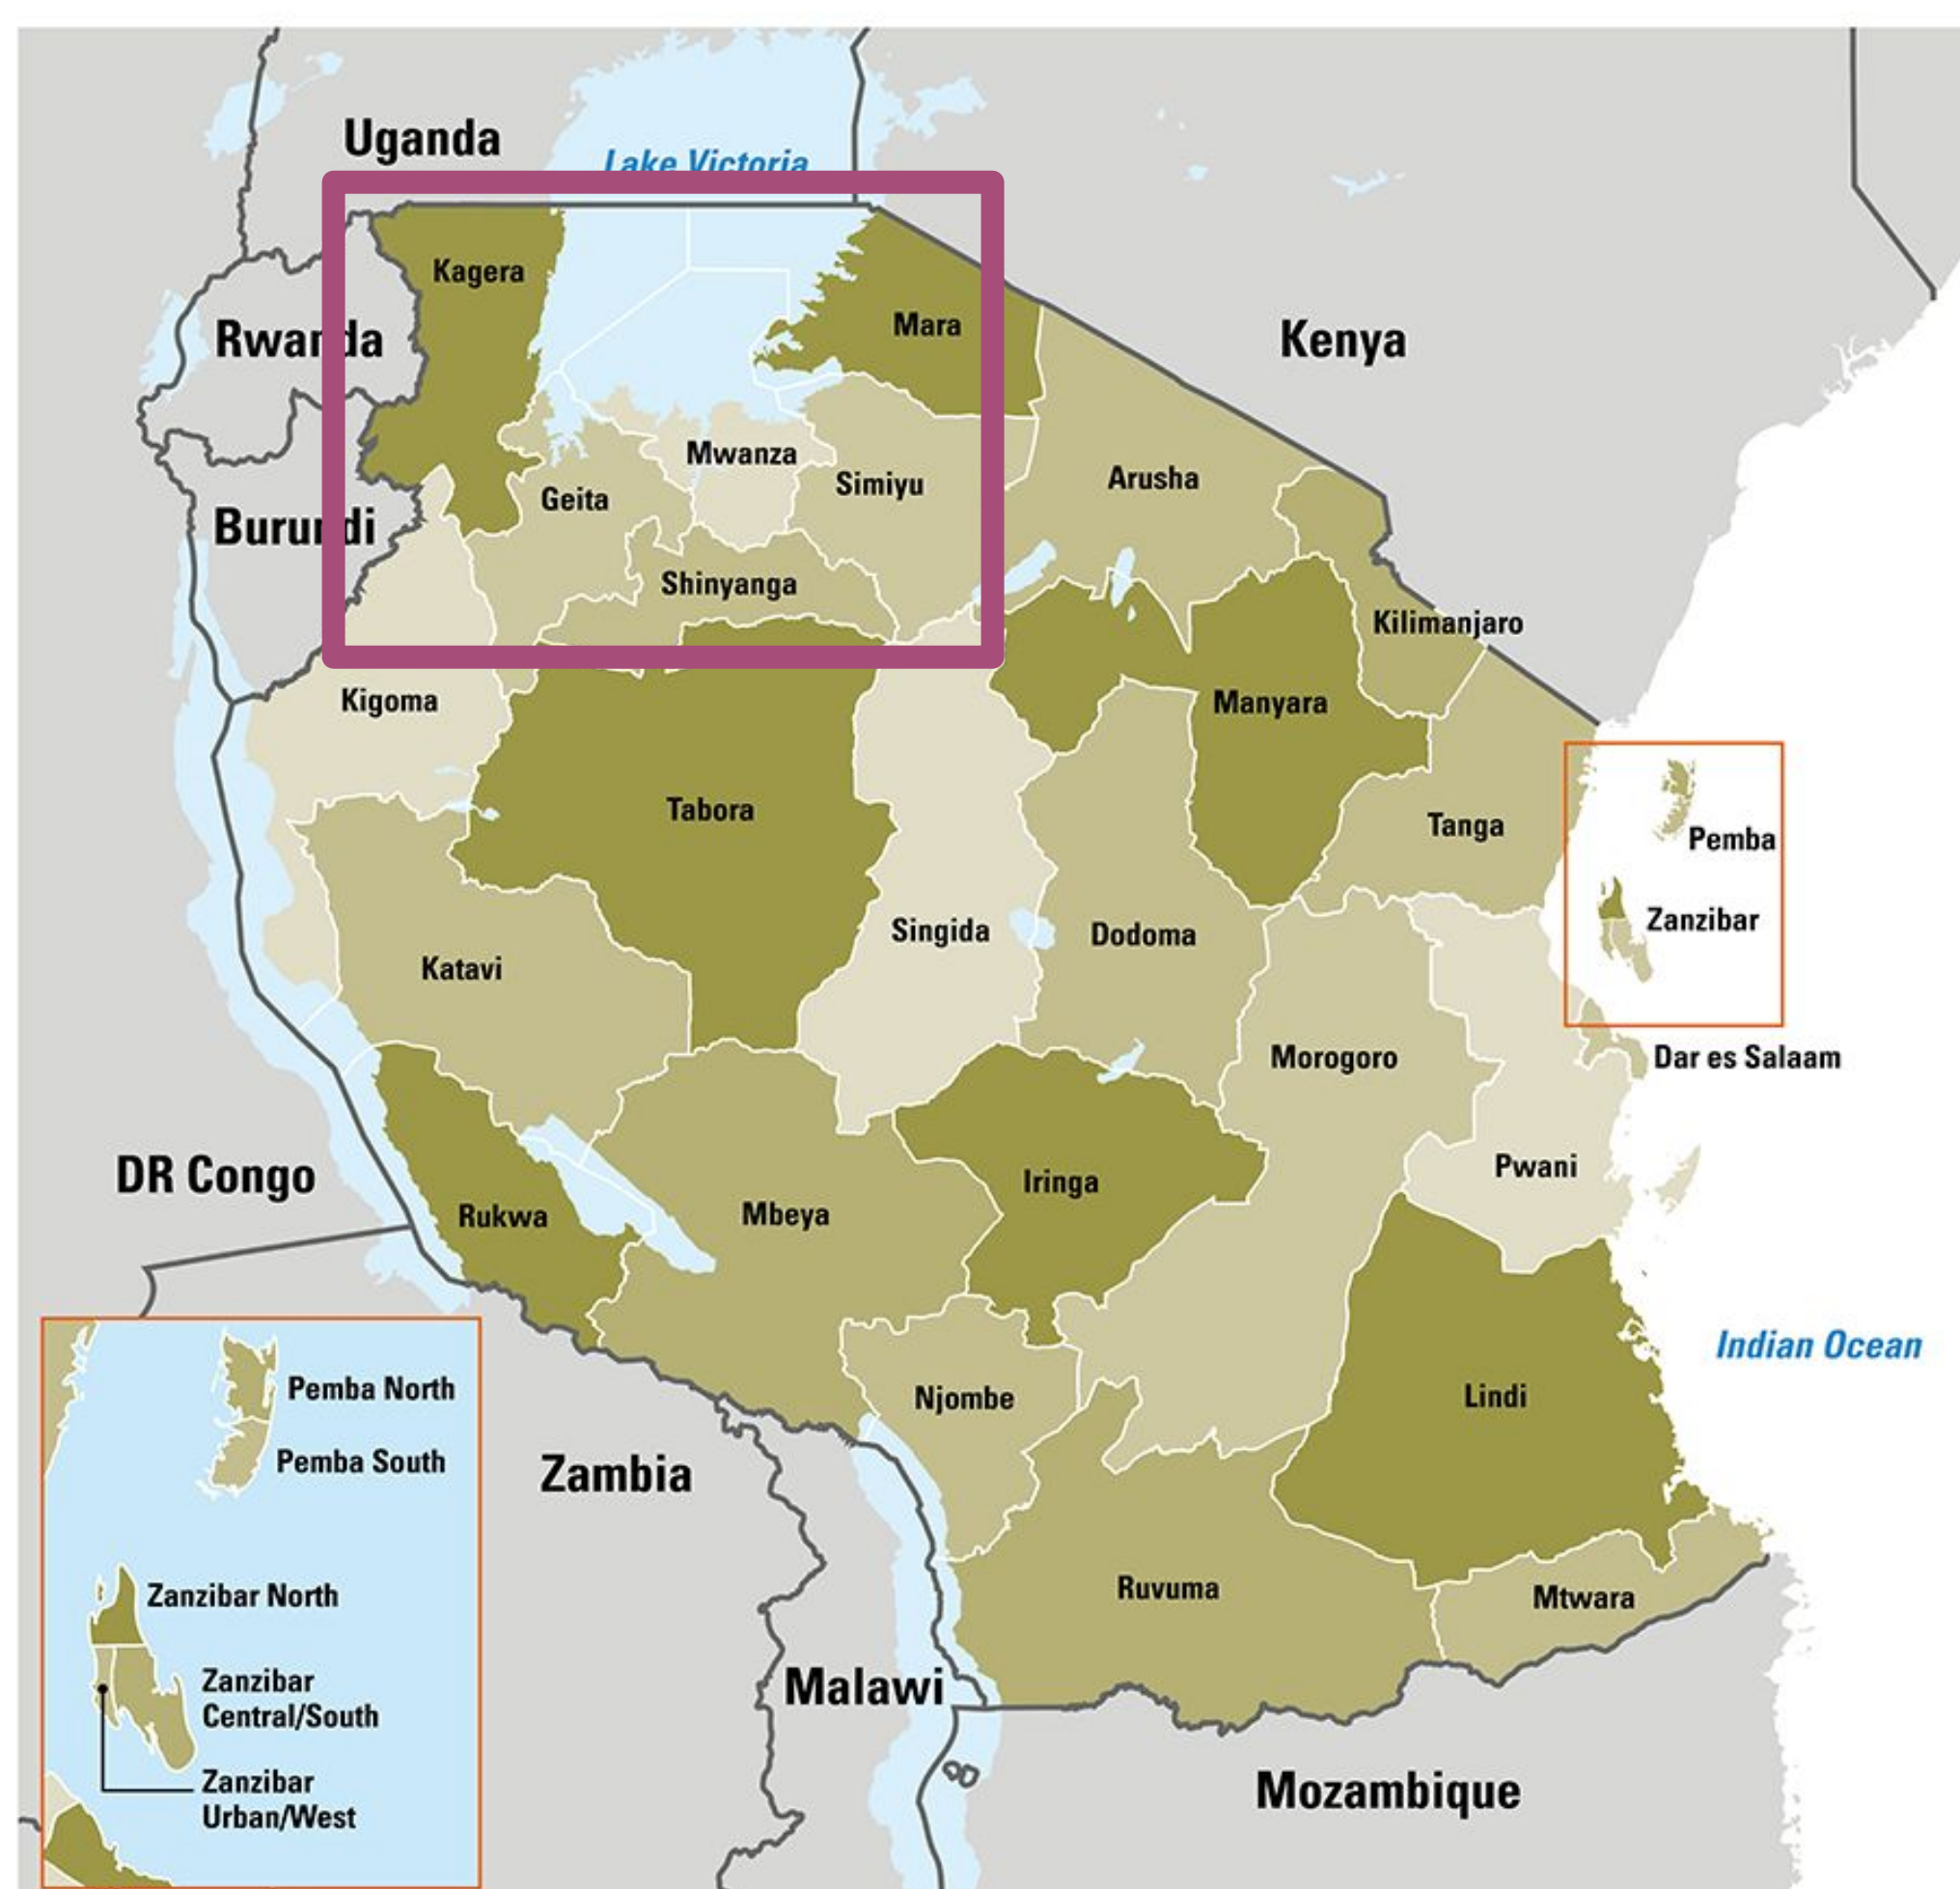 Uganda
Lake Victoria
Kagera
Rwanda
Mara
Kenya
Mwanza
Simiyu
Arusha
Geita
Burundi
Shinyanga
Kilimanjaro
Kigoma
Manyara
Tabora
Tanga
Pemba
Zanzibar
Singida
Dodoma
Katavi
Morogoro
Dar es Salaam
DR Congo
Pwani
Iringa
Rukwa
Mbeya
Indian Ocean
Pemba North
Njombe
Lindi
Pemba South
Zambia
Ruvuma
Mtwara
Zanzibar North
Zanzibar
Central/South
Malawi
Zanzibar
Urban/West
Mozambique